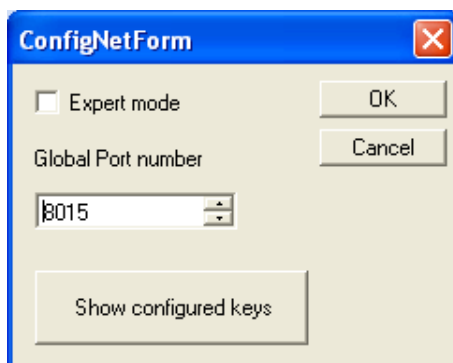 ConfigNetForm
Expert mode
OK
Global Port number
Cancel
8015
Show configured keys